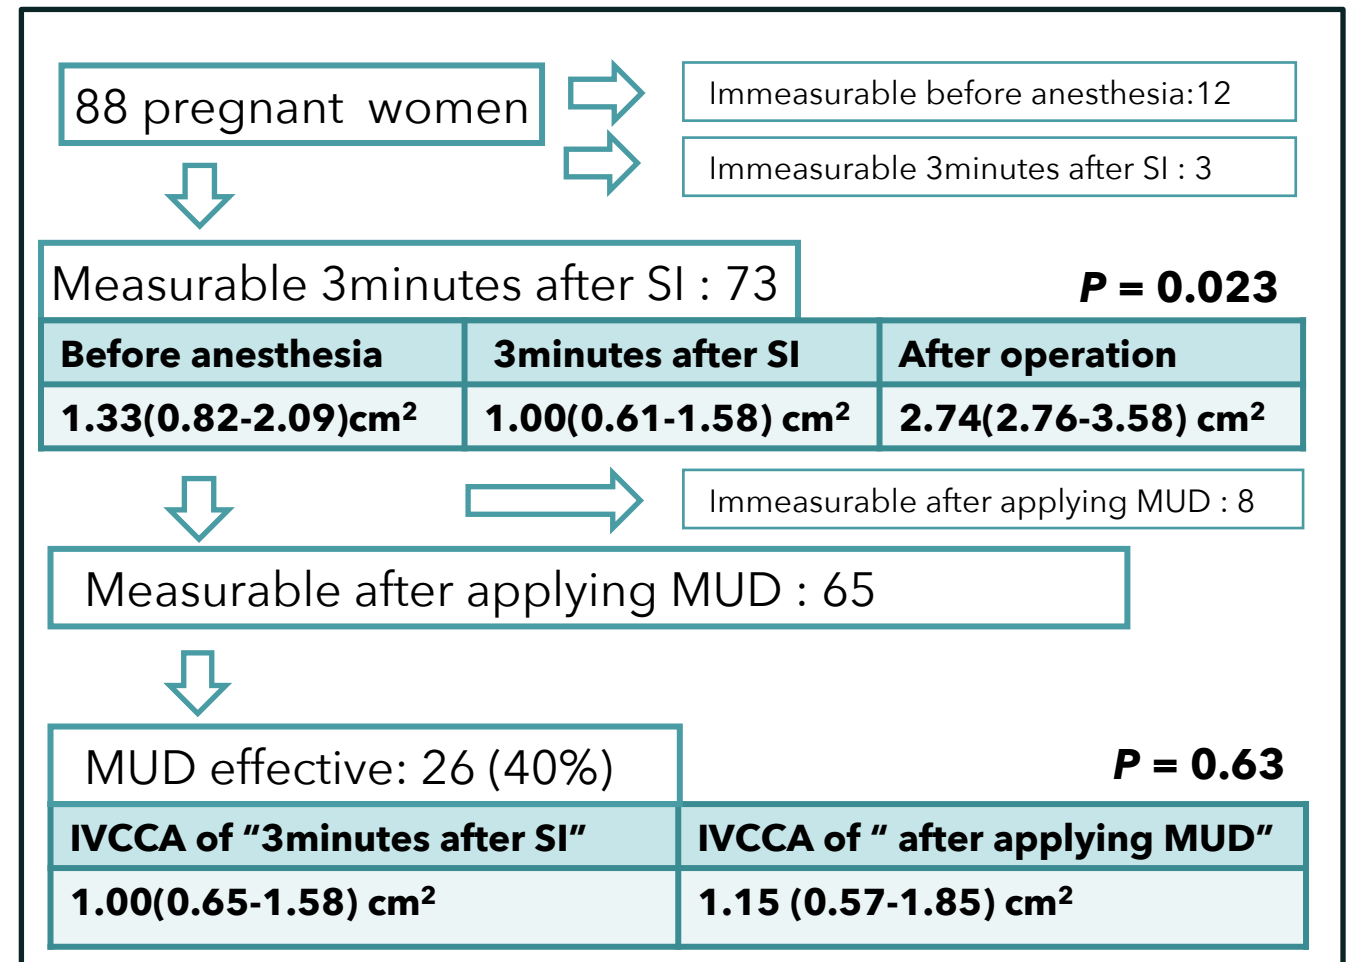 88 pregnant women
Immeasurable before anesthesia:12
Immeasurable 3minutes after SI : 3
Measurable 3minutes after SI : 73
P = 0.023
Before anesthesia
3minutes after SI
After operation
1.33(0.82-2.09)cm²
1.00(0.61-1.58) cm²
2.74(2.76-3.58) cm²
Immeasurable after applying MUD : 8
Measurable after applying MUD : 65
MUD effective: 26 (40%)
P = 0.63
IVCCA of “3minutes after SI”
IVCCA of “ after applying MUD”
1.00(0.65-1.58) cm²
1.15 (0.57-1.85) cm²